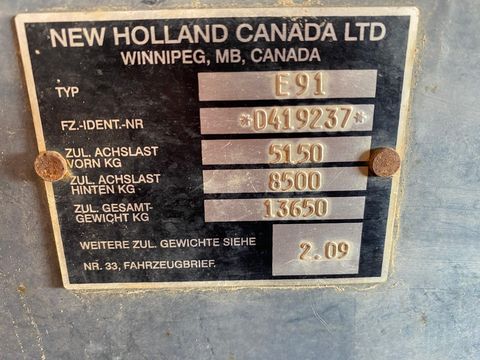 NEW HOLLAND CANADA LTD
WINNIPEG, MB, CANADA
TYP E91
FZ.-IDENT.-NR *D419237*
ZUL. ACHSLAST
VORN KG 5150
ZUL. ACHSLAST
HINTEN KG 8500
ZUL. GESAMT-
GEWICHT KG 13650
WEITERE ZUL. GEWICHTE SIEHE
NR. 33, FAHRZEUGBRIEF. 2.09